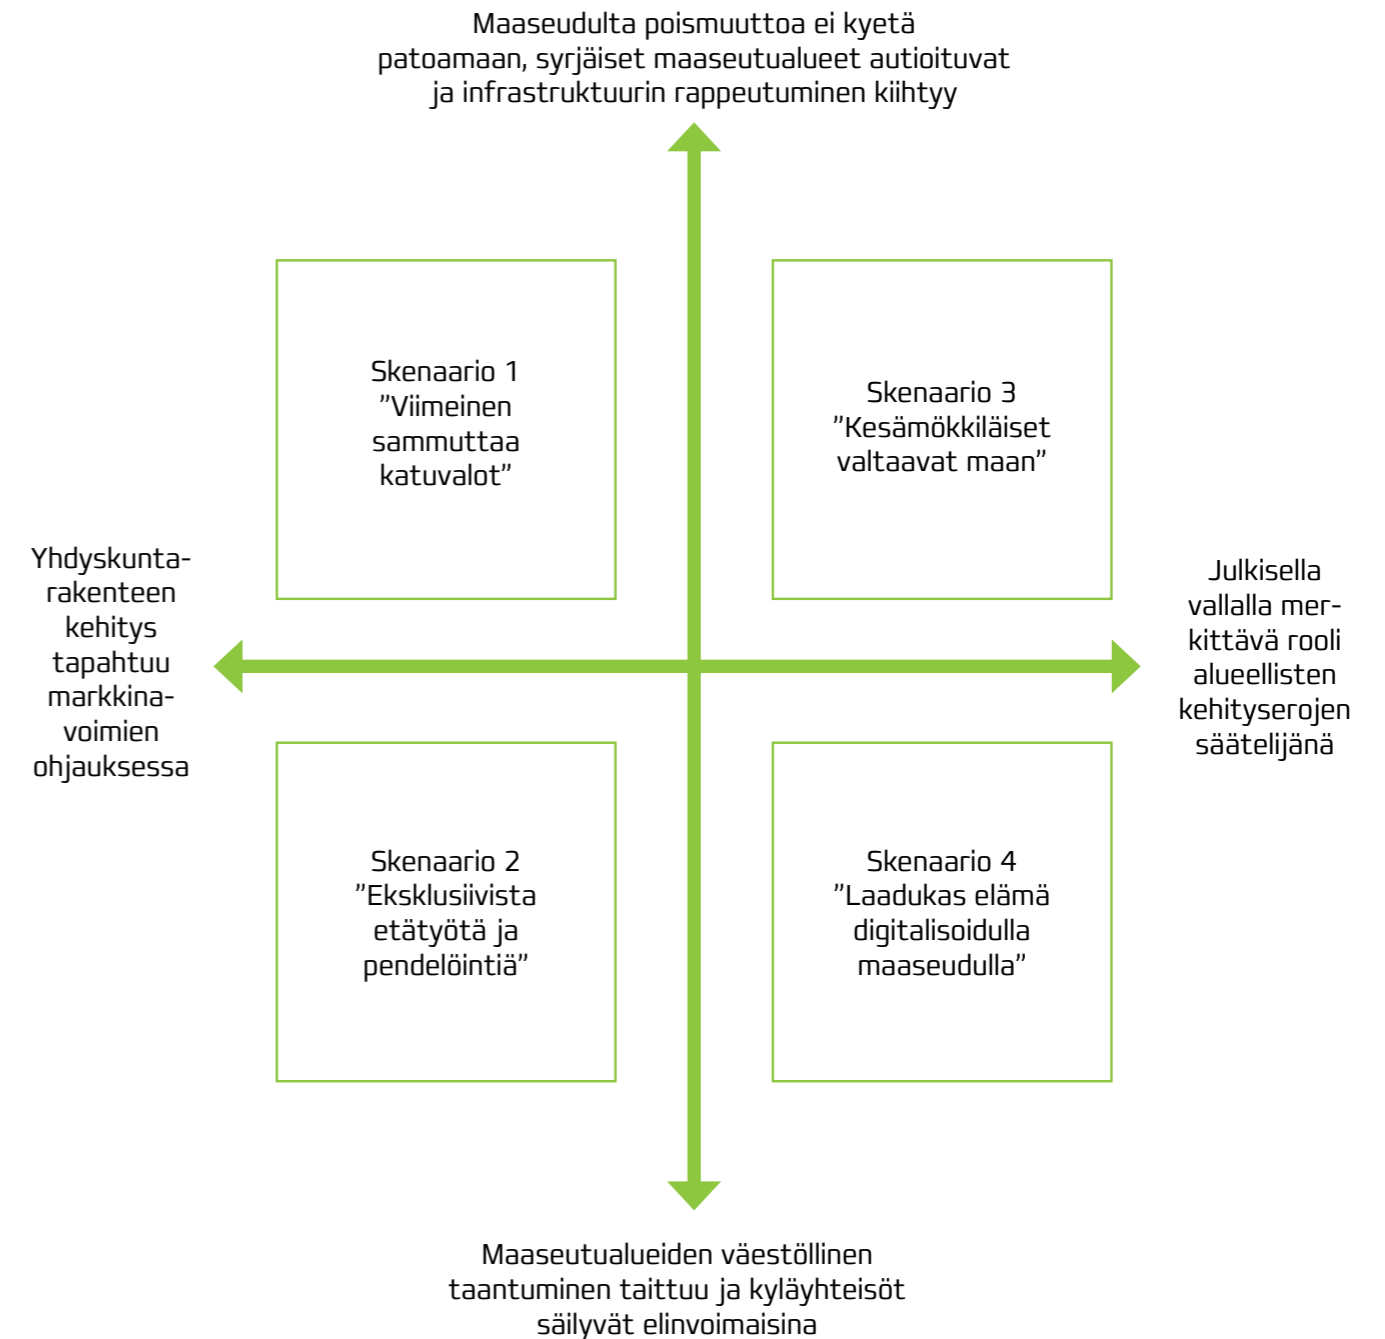 Maaseudulta poismuuttoa ei kyetä
patoamaan, syrjäiset maaseutualueet autioituvat
ja infrastruktuurin rappeutuminen kiihtyy
Skenaario 1
”Viimeinen
sammuttaa
katuvalot”
Skenaario 3
”Kesämökkiläiset
valtaavat maan”
Yhdyskunta-
rakenteen
kehitys
tapahtuu
markkina-
voimien
ohjauksessa
Julkisella
vallalla mer-
kittävä rooli
alueellisten
kehityserojen
säätelijänä
Skenaario 2
”Eksklusiivista
etätyötä ja
pendelöintiä”
Skenaario 4
”Laadukas elämä
digitalisoidulla
maaseudulla”
Maaseutualueiden väestöllinen
taantuminen taittuu ja kyläyhteisöt
säilyvät elinvoimaisina